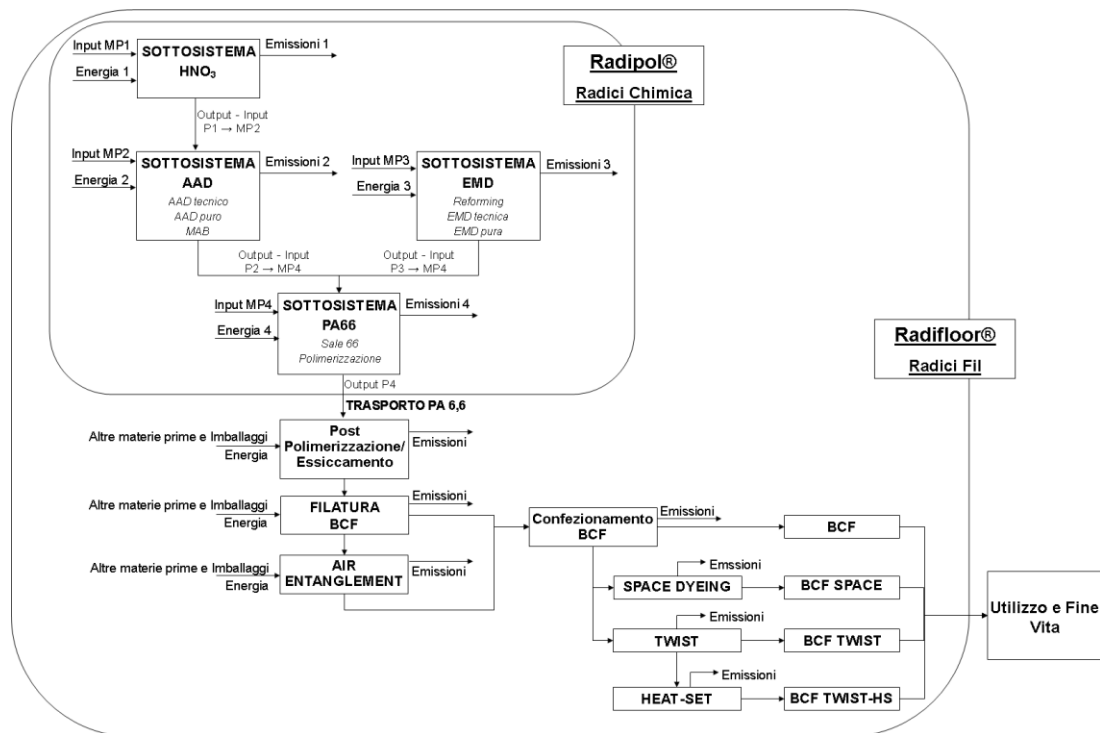 Input MP1
Energia 1
SOTTOSISTEMA
HNO₃
Emissioni 1
Radipol®
Radici Chimica
Output - Input
P1 → MP2
Input MP2
Energia 2
SOTTOSISTEMA
AAD
AAD tecnico
AAD puro
MAB
Emissioni 2
Input MP3
Energia 3
SOTTOSISTEMA
EMD
Reforming
EMD tecnica
EMD pura
Emissioni 3
Output - Input
P2 → MP4
Output - Input
P3 → MP4
Input MP4
Energia 4
SOTTOSISTEMA
PA66
Sale 66
Polimerizzazione
Emissioni 4
Radifloor®
Radici Fil
Output P4
TRASPORTO PA 6,6
Altre materie prime e Imballaggi
Energia
Post
Polimerizzazione/
Essiccamento
Emissioni
Altre materie prime e Imballaggi
Energia
FILATURA
BCF
Emissioni
Altre materie prime e Imballaggi
Energia
AIR
ENTANGLEMENT
Emissioni
Confezionamento
BCF
Emissioni
BCF
SPACE DYEING
Emissioni
BCF SPACE
TWIST
Emissioni
BCF TWIST
HEAT-SET
Emissioni
BCF TWIST-HS
Utilizzo e Fine
Vita